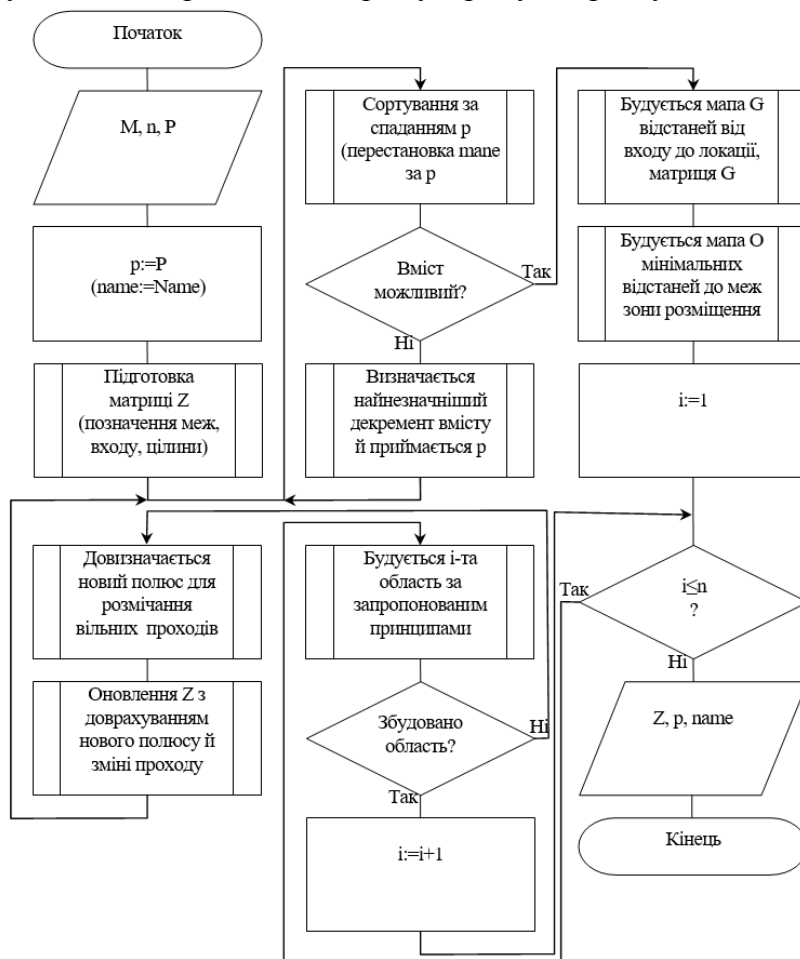 Початок
M, n, P
p:=P
(name:=Name)
Підготовка
матриці Z
(позначення меж,
входу, цілини)
Сортування за
спаданням p
(перестановка mane
за p
Вміст
можливий?
Так
Ні
Визначається
найнезначніший
декремент вмісту
й приймається p
Будується мапа G
відстаней від
входу до локації,
матриця G
Будується мапа O
мінімальних
відстаней до меж
зони розміщення
i:=1
Довизначається
новий полюс для
розмічання
вільних проходів
Оновлення Z з
доврахуванням
нового полюсу й
зміні проходу
Будується i-та
область за
запропонованим
принципами
Збудовано
область?
Ні
Так
i:=i+1
i≤n
?
Так
Ні
Z, p, name
Кінець